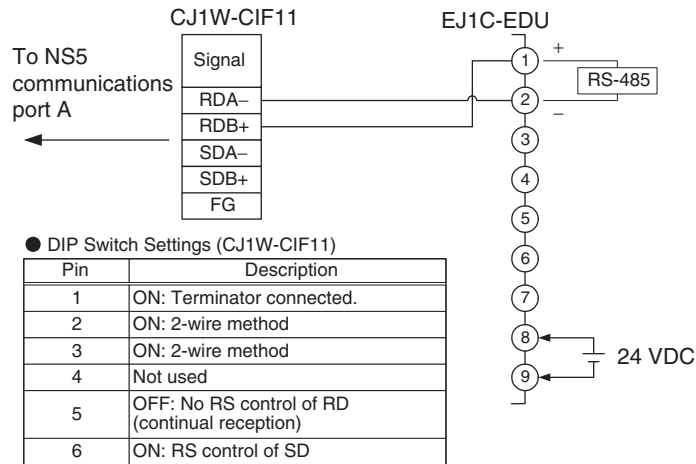 CJ1W-CIF11
EJ1C-EDU
To NS5
communications
port A
Signal
RDA−
RDB+
SDA−
SDB+
FG
1
+
RS-485
2
−
3
4
5
6
7
8
9
24 VDC
● DIP Switch Settings (CJ1W-CIF11)
Pin Description
1 ON: Terminator connected.
2 ON: 2-wire method
3 ON: 2-wire method
4 Not used
5 OFF: No RS control of RD
(continual reception)
6 ON: RS control of SD